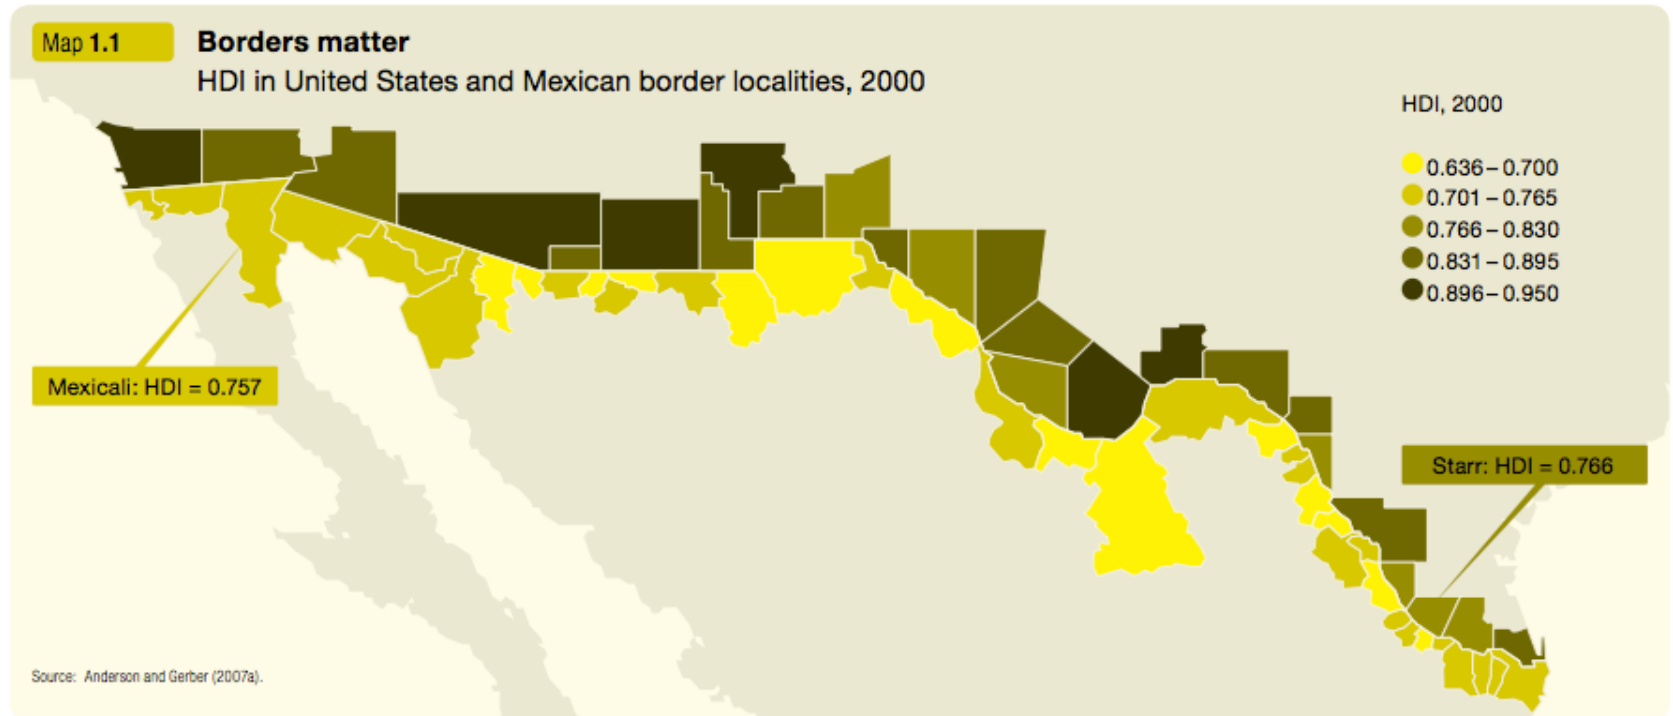 Map 1.1
Borders matter
HDI in United States and Mexican border localities, 2000
HDI, 2000
0.636 – 0.700
0.701 – 0.765
0.766 – 0.830
0.831 – 0.895
0.896 – 0.950
Mexicali: HDI = 0.757
Starr: HDI = 0.766
Source: Anderson and Gerber (2007a).